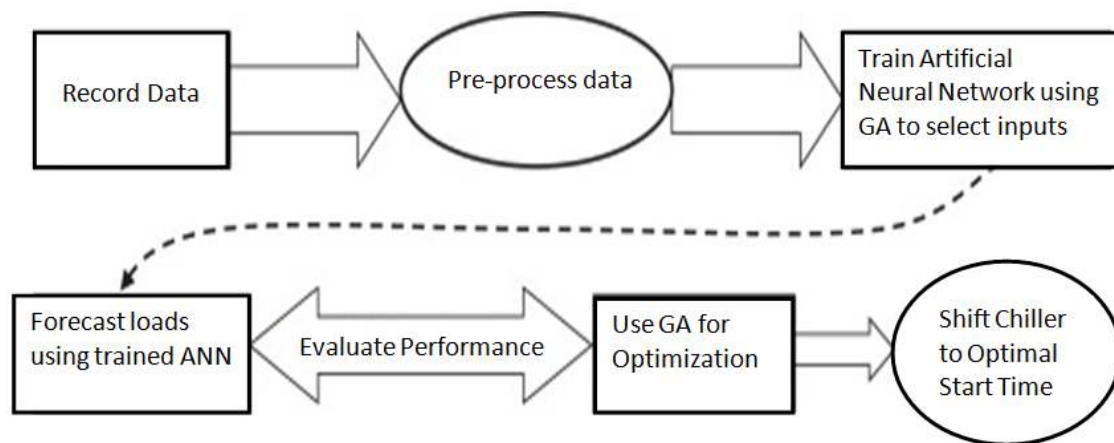 Record Data
Pre-process data
Train Artificial
Neural Network using
GA to select inputs
Forecast loads
using trained ANN
Evaluate Performance
Use GA for
Optimization
Shift Chiller
to Optimal
Start Time